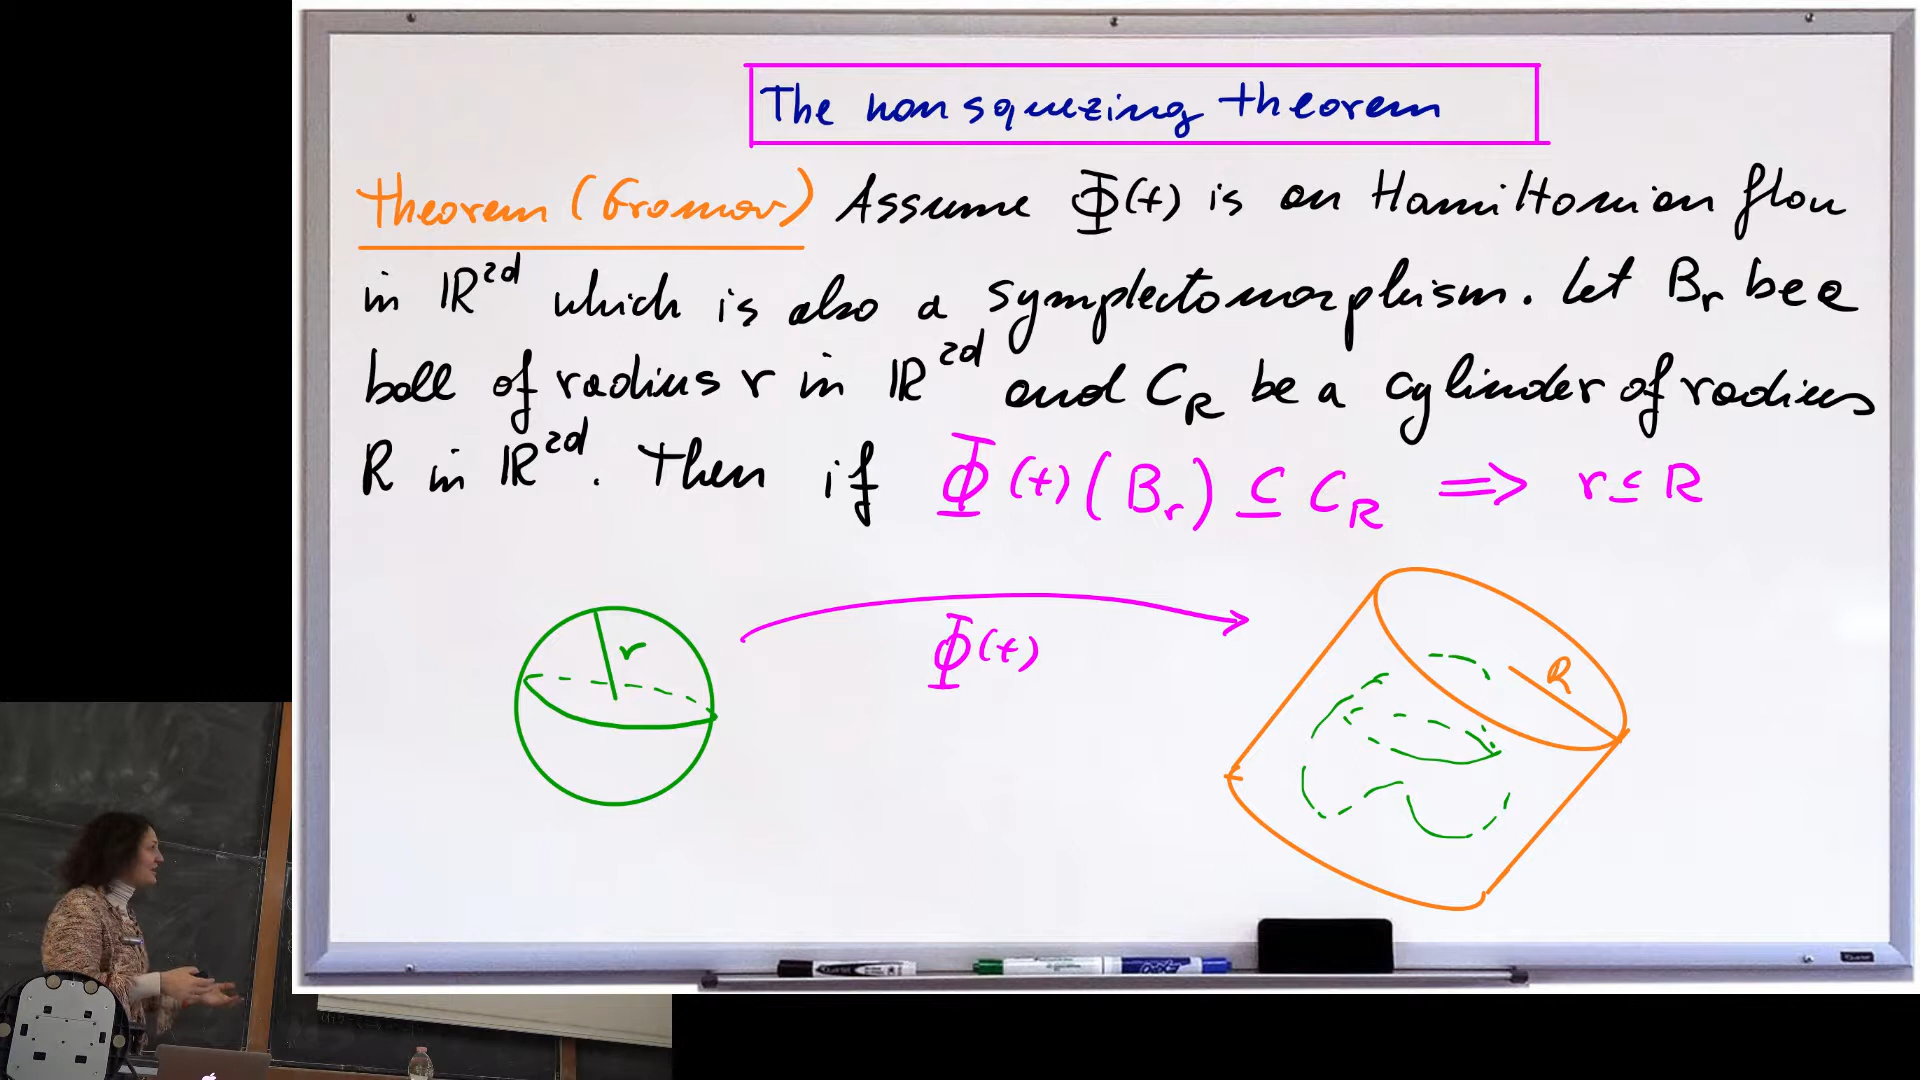 The nonsquezing theorem
Theorem (Gromov) Assume Φ(t) is an Hamiltonian flow
in ℝ^2d which is also a symplectomorphism. Let B_r be a
ball of radius r in ℝ^2d and C_R be a cylinder of radius
R in ℝ^2d. Then if Φ(t)(B_r) ⊆ C_R ⟹ r ≤ R
r
Φ(t)
R